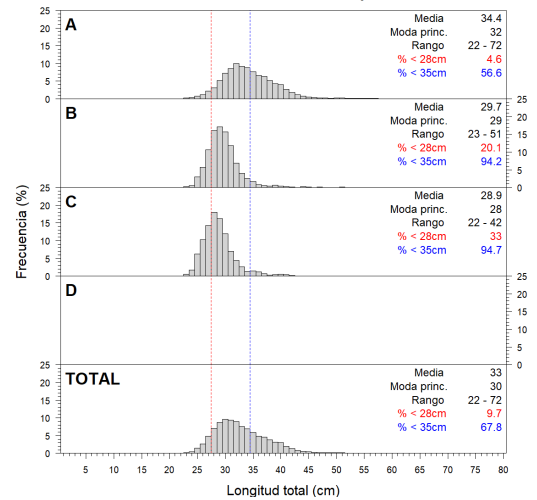 25
20
15
10
5
0
A
Media 34.4
Moda princ. 32
Rango 22 - 72
% < 28cm 4.6
% < 35cm 56.6
25
20
15
10
5
0
B
Media 29.7
Moda princ. 29
Rango 23 - 51
% < 28cm 20.1
% < 35cm 94.2
25
20
15
10
5
0
C
Media 28.9
Moda princ. 28
Rango 22 - 42
% < 28cm 33
% < 35cm 94.7
25
20
15
10
5
0
D
25
20
15
10
5
0
TOTAL
Media 33
Moda princ. 30
Rango 22 - 72
% < 28cm 9.7
% < 35cm 67.8
Frecuencia (%)
5 10 15 20 25 30 35 40 45 50 55 60 65 70 75 80
Longitud total (cm)